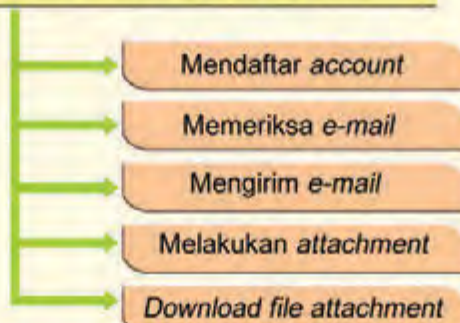 Mendaftar account
Memeriksa e-mail
Mengirim e-mail
Melakukan attachment
Download file attachment